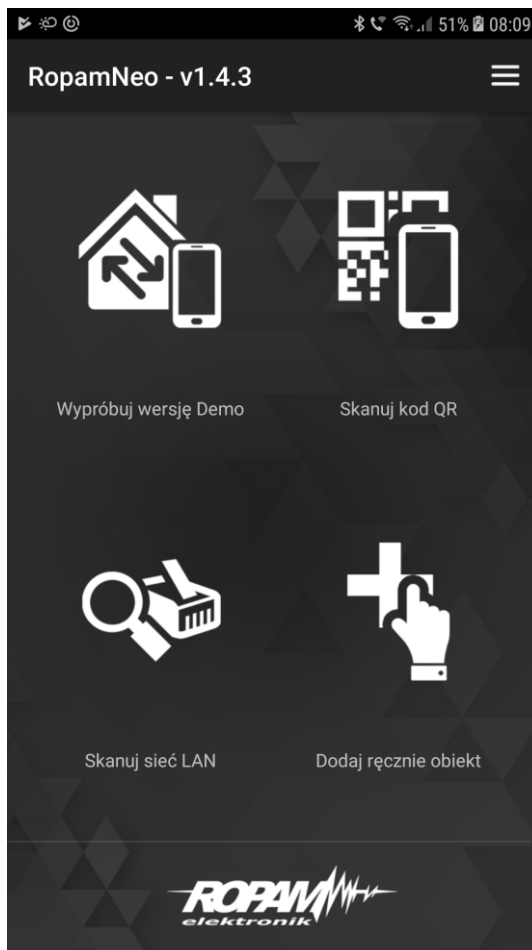 51% 08:09
RopamNeo - v1.4.3
Wypróbuj wersję Demo
Skanuj kod QR
Skanuj sieć LAN
Dodaj ręcznie obiekt
ROPAM
elektronik